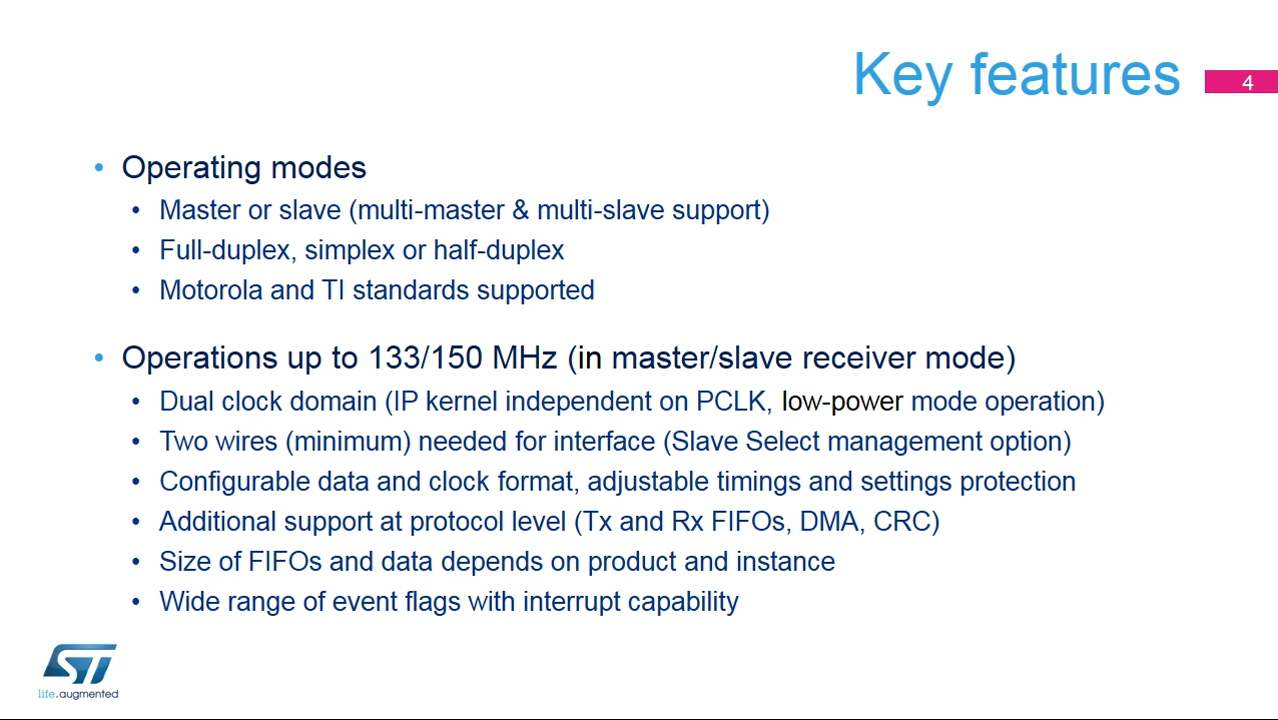 Key features
4
• Operating modes
• Master or slave (multi-master & multi-slave support)
• Full-duplex, simplex or half-duplex
• Motorola and TI standards supported
• Operations up to 133/150 MHz (in master/slave receiver mode)
• Dual clock domain (IP kernel independent on PCLK, low-power mode operation)
• Two wires (minimum) needed for interface (Slave Select management option)
• Configurable data and clock format, adjustable timings and settings protection
• Additional support at protocol level (Tx and Rx FIFOs, DMA, CRC)
• Size of FIFOs and data depends on product and instance
• Wide range of event flags with interrupt capability
ST
life.augmented